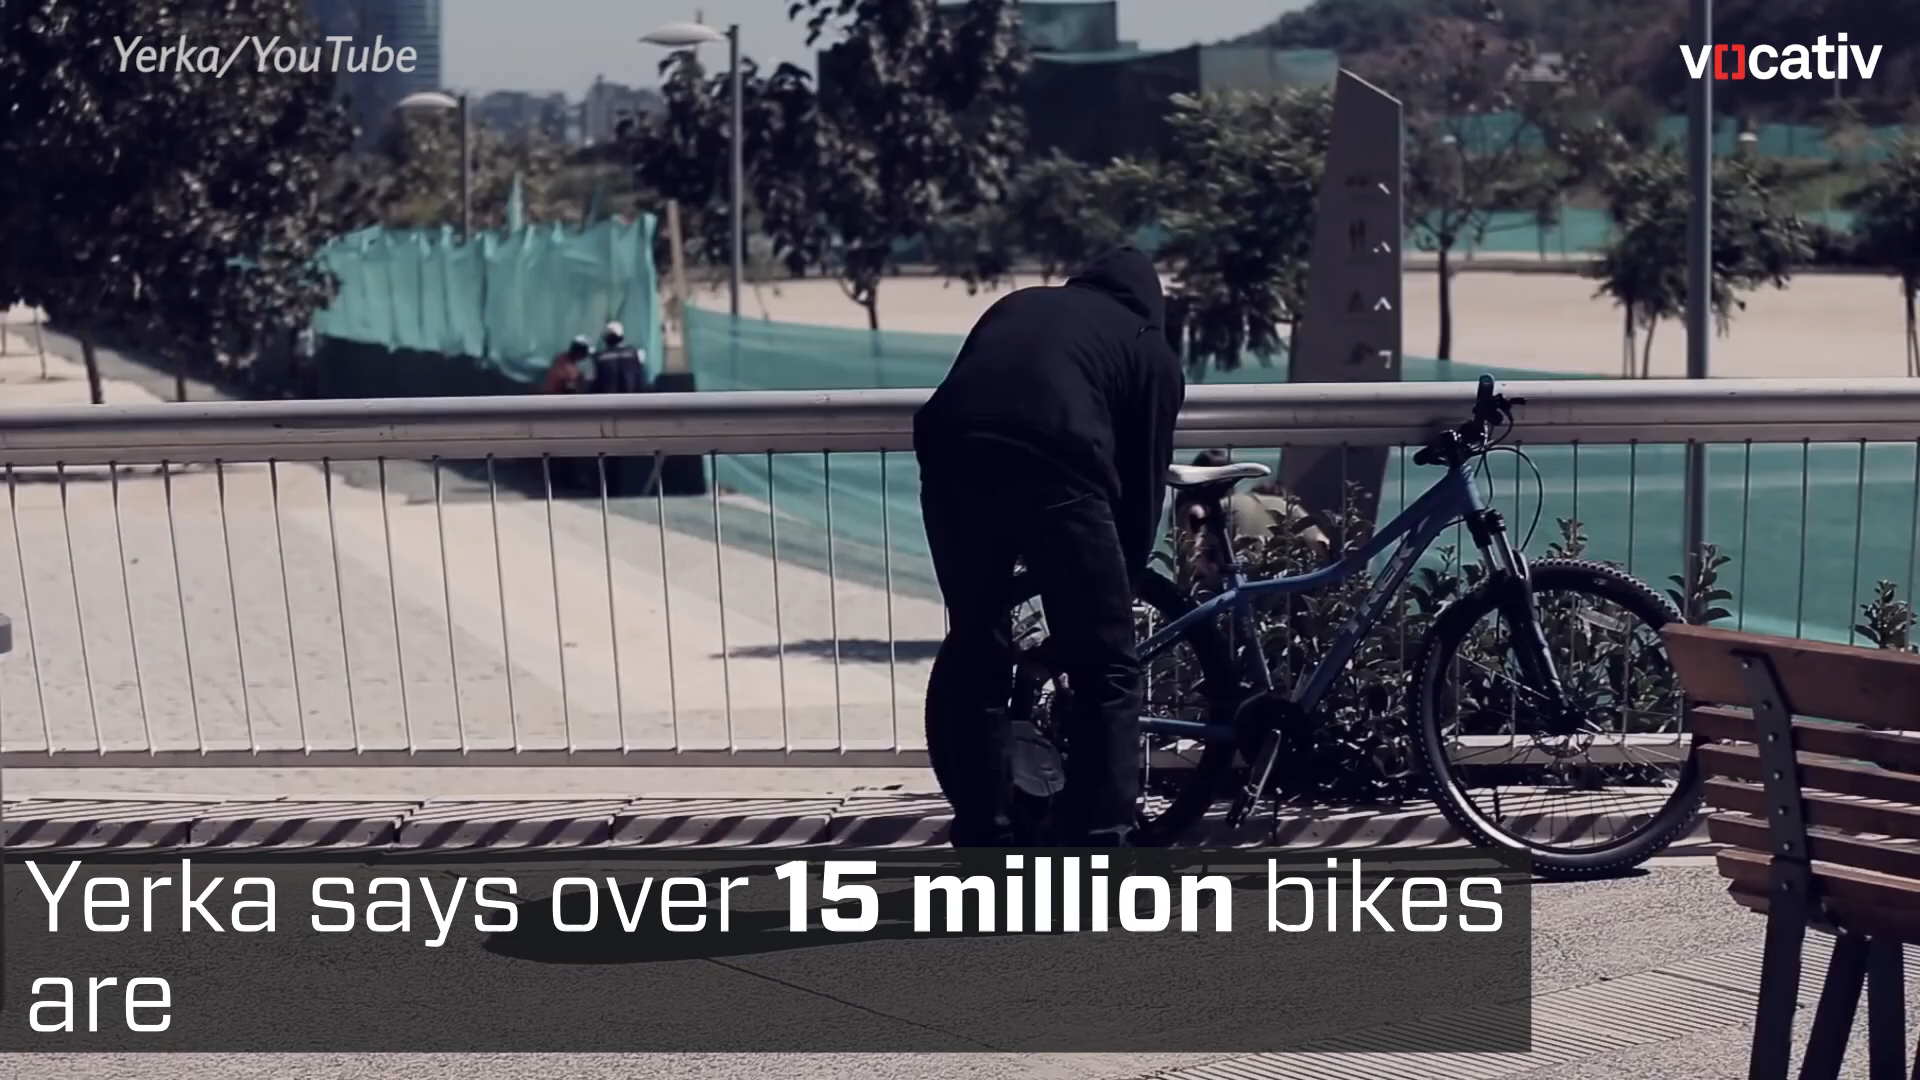 Yerka/YouTube
vocativ
Yerka says over 15 million bikes
are